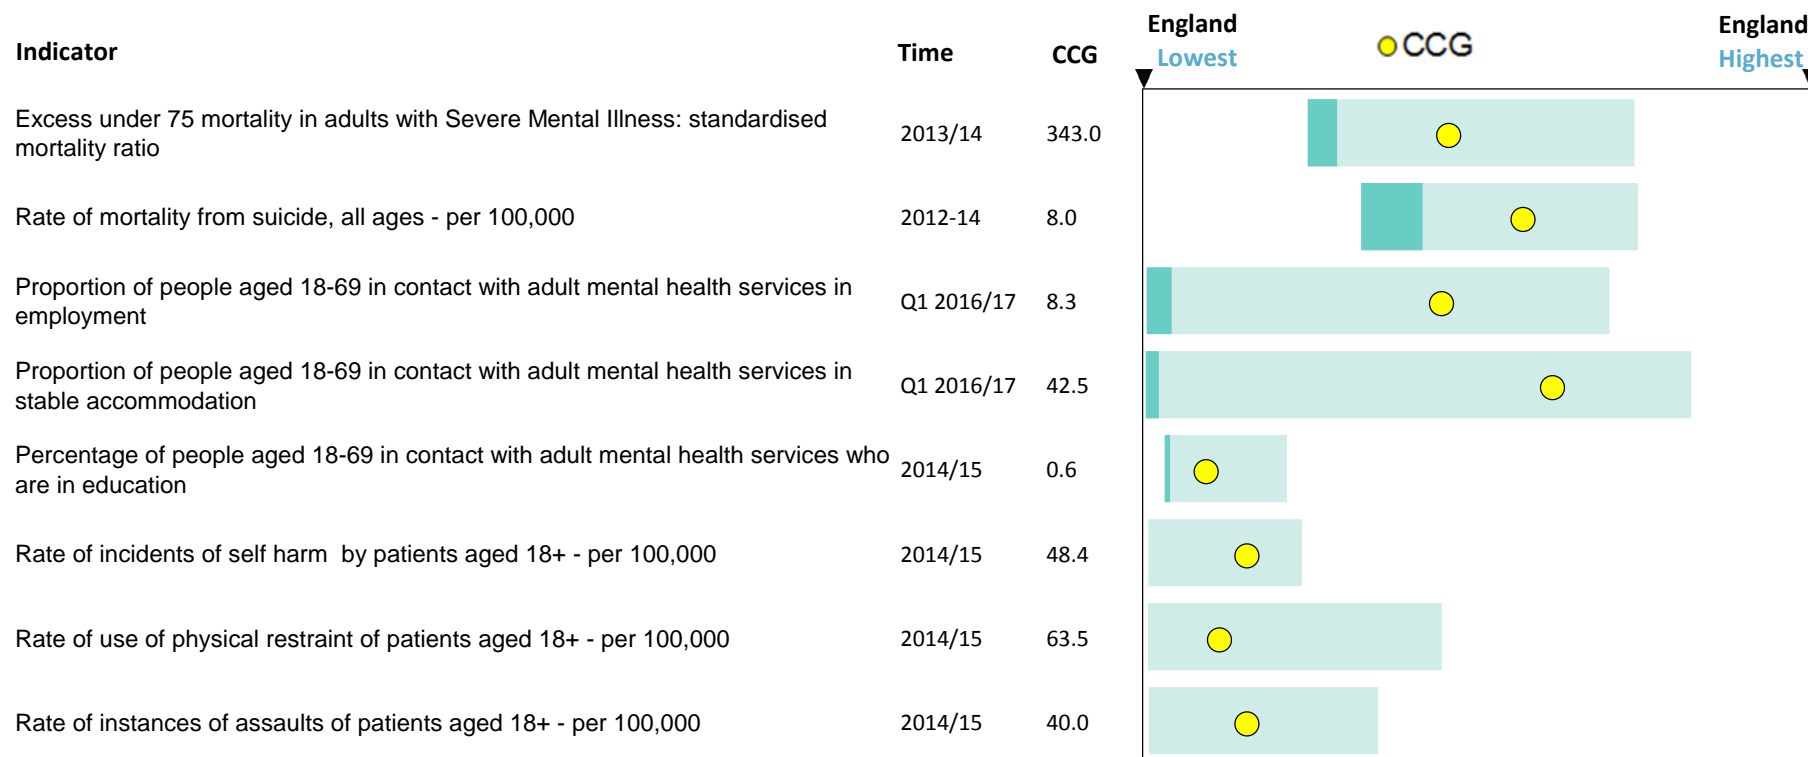 Indicator Time CCG England Lowest CCG England Highest
Excess under 75 mortality in adults with Severe Mental Illness: standardised
mortality ratio
2013/14 343.0
Rate of mortality from suicide, all ages - per 100,000 2012-14 8.0
Proportion of people aged 18-69 in contact with adult mental health services in
employment
Q1 2016/17 8.3
Proportion of people aged 18-69 in contact with adult mental health services in
stable accommodation
Q1 2016/17 42.5
Percentage of people aged 18-69 in contact with adult mental health services who
are in education
2014/15 0.6
Rate of incidents of self harm  by patients aged 18+ - per 100,000 2014/15 48.4
Rate of use of physical restraint of patients aged 18+ - per 100,000 2014/15 63.5
Rate of instances of assaults of patients aged 18+ - per 100,000 2014/15 40.0